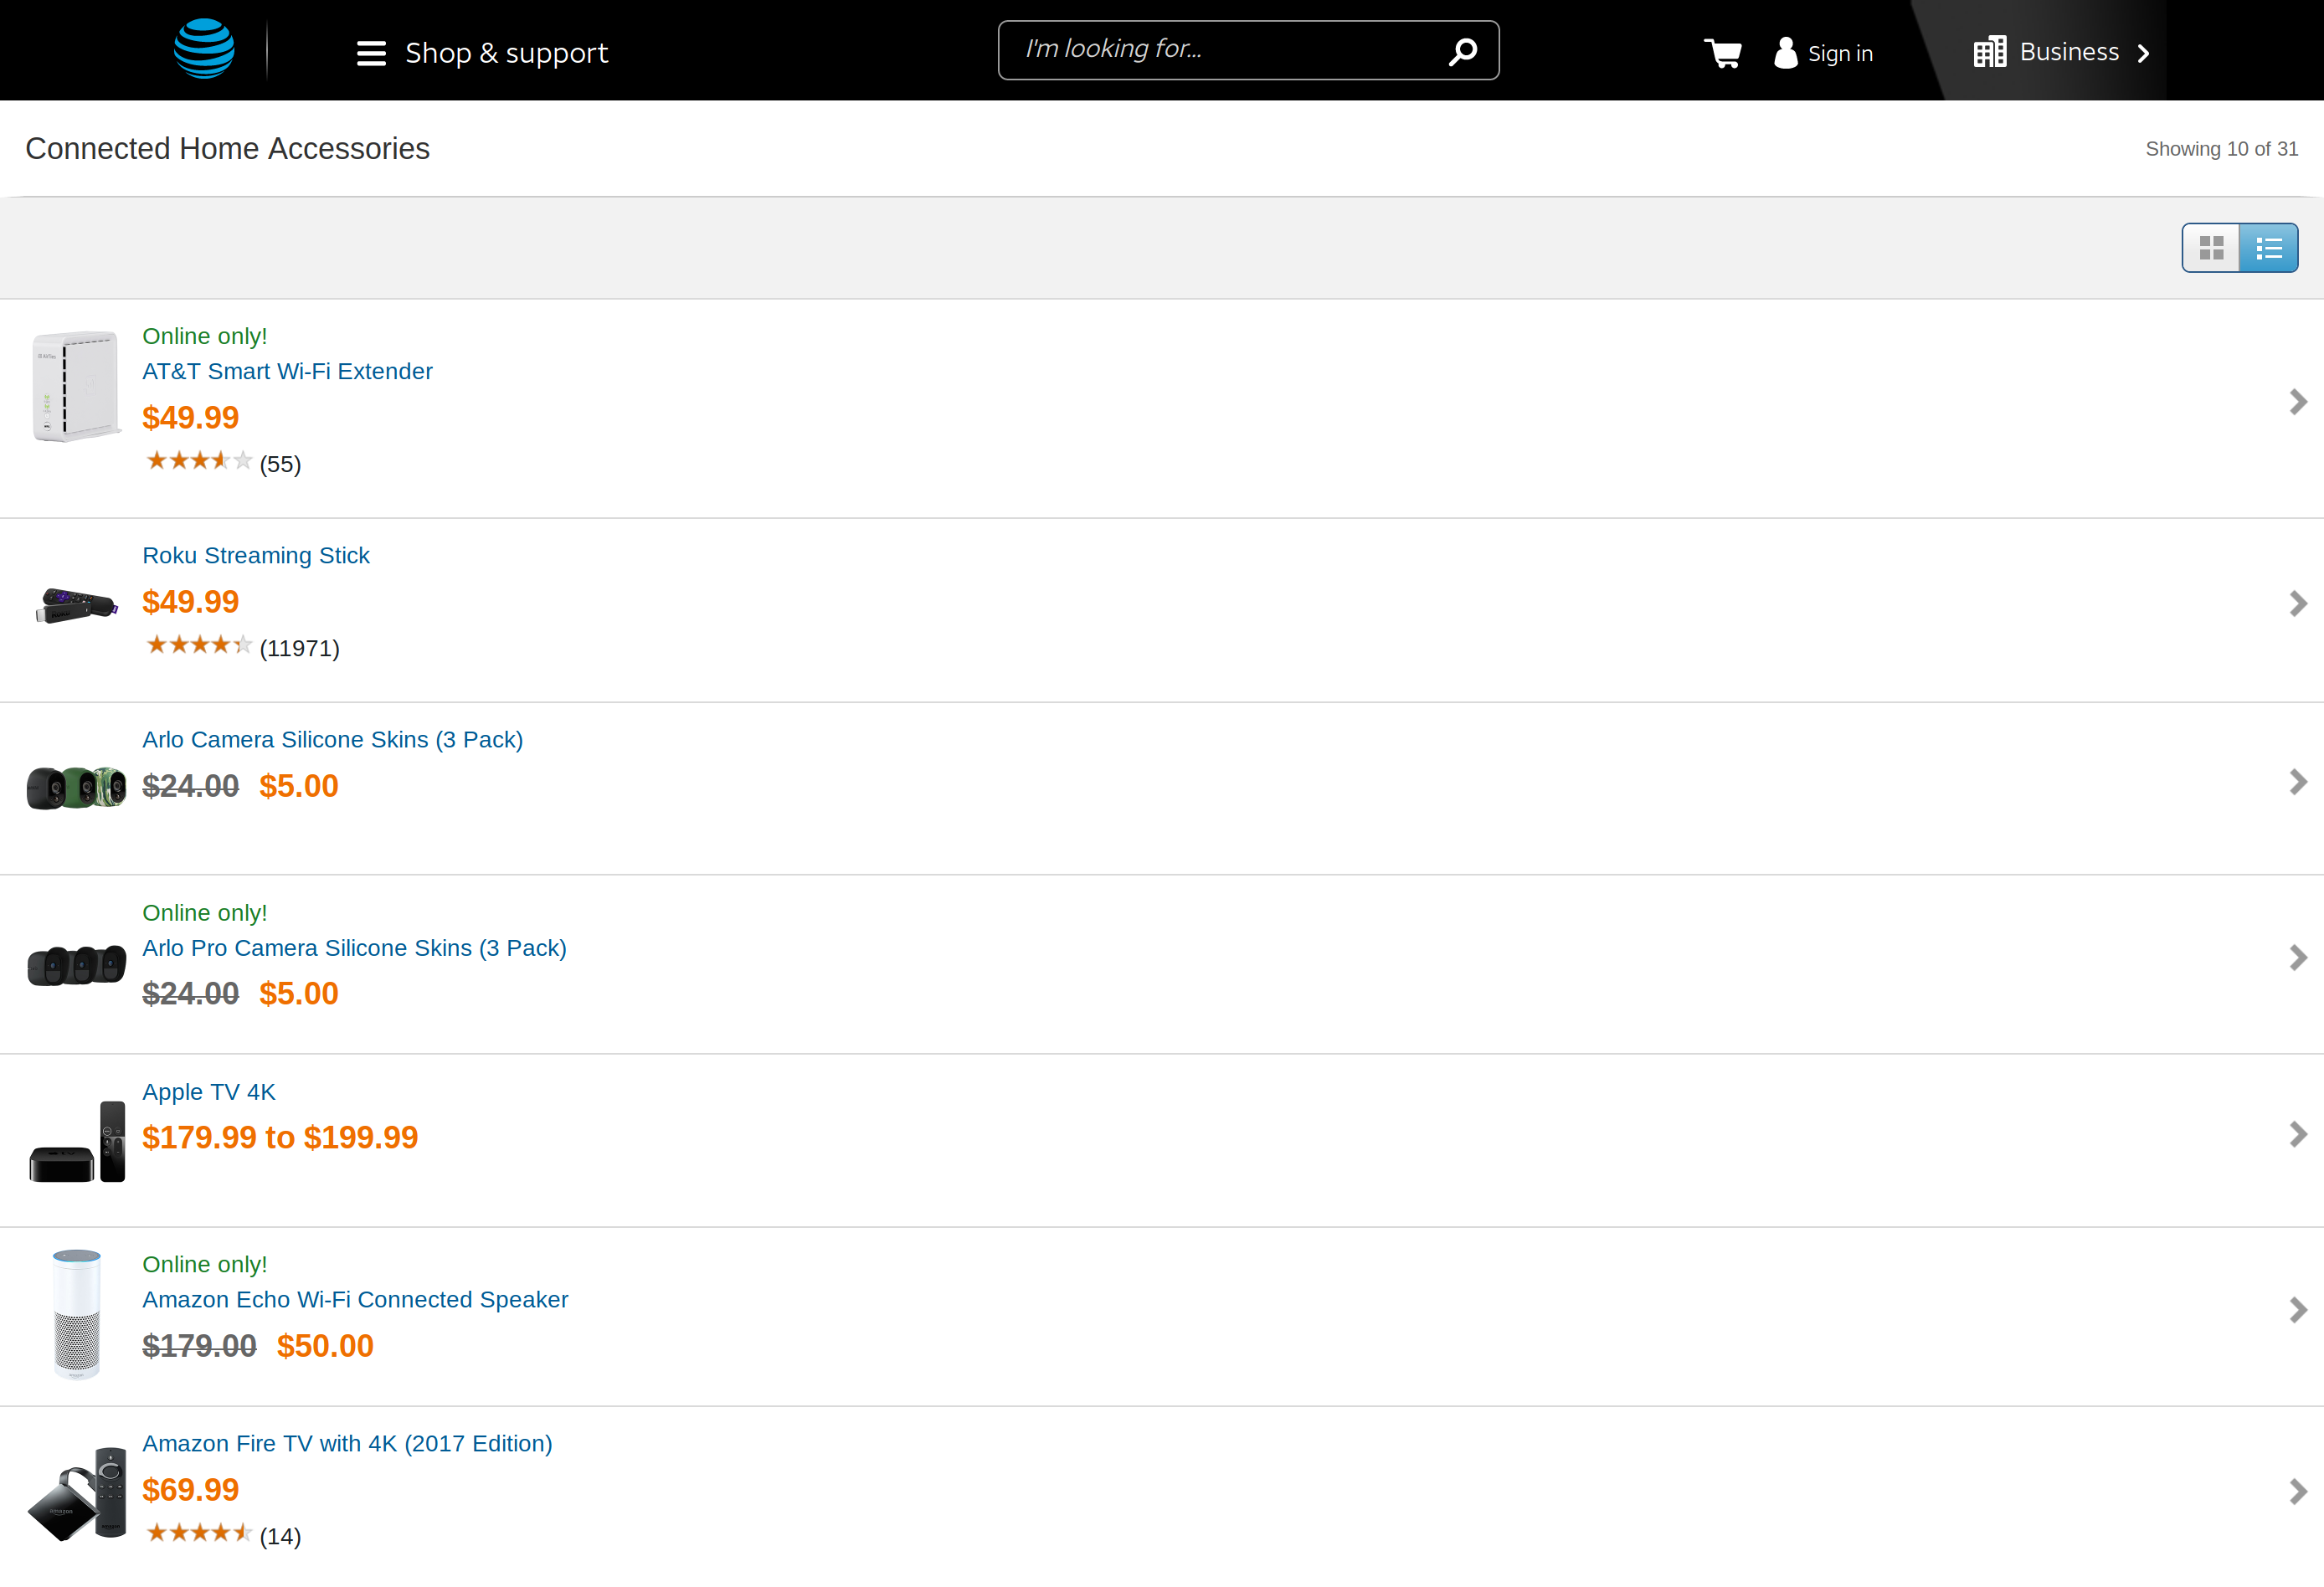 Shop & support
I'm looking for...
Sign in
Business
Connected Home Accessories
Showing 10 of 31
Online only!
AT&T Smart Wi-Fi Extender
$49.99
(55)
Roku Streaming Stick
$49.99
(11971)
Arlo Camera Silicone Skins (3 Pack)
$24.00 $5.00
Online only!
Arlo Pro Camera Silicone Skins (3 Pack)
$24.00 $5.00
Apple TV 4K
$179.99 to $199.99
Online only!
Amazon Echo Wi-Fi Connected Speaker
$179.00 $50.00
Amazon Fire TV with 4K (2017 Edition)
$69.99
(14)